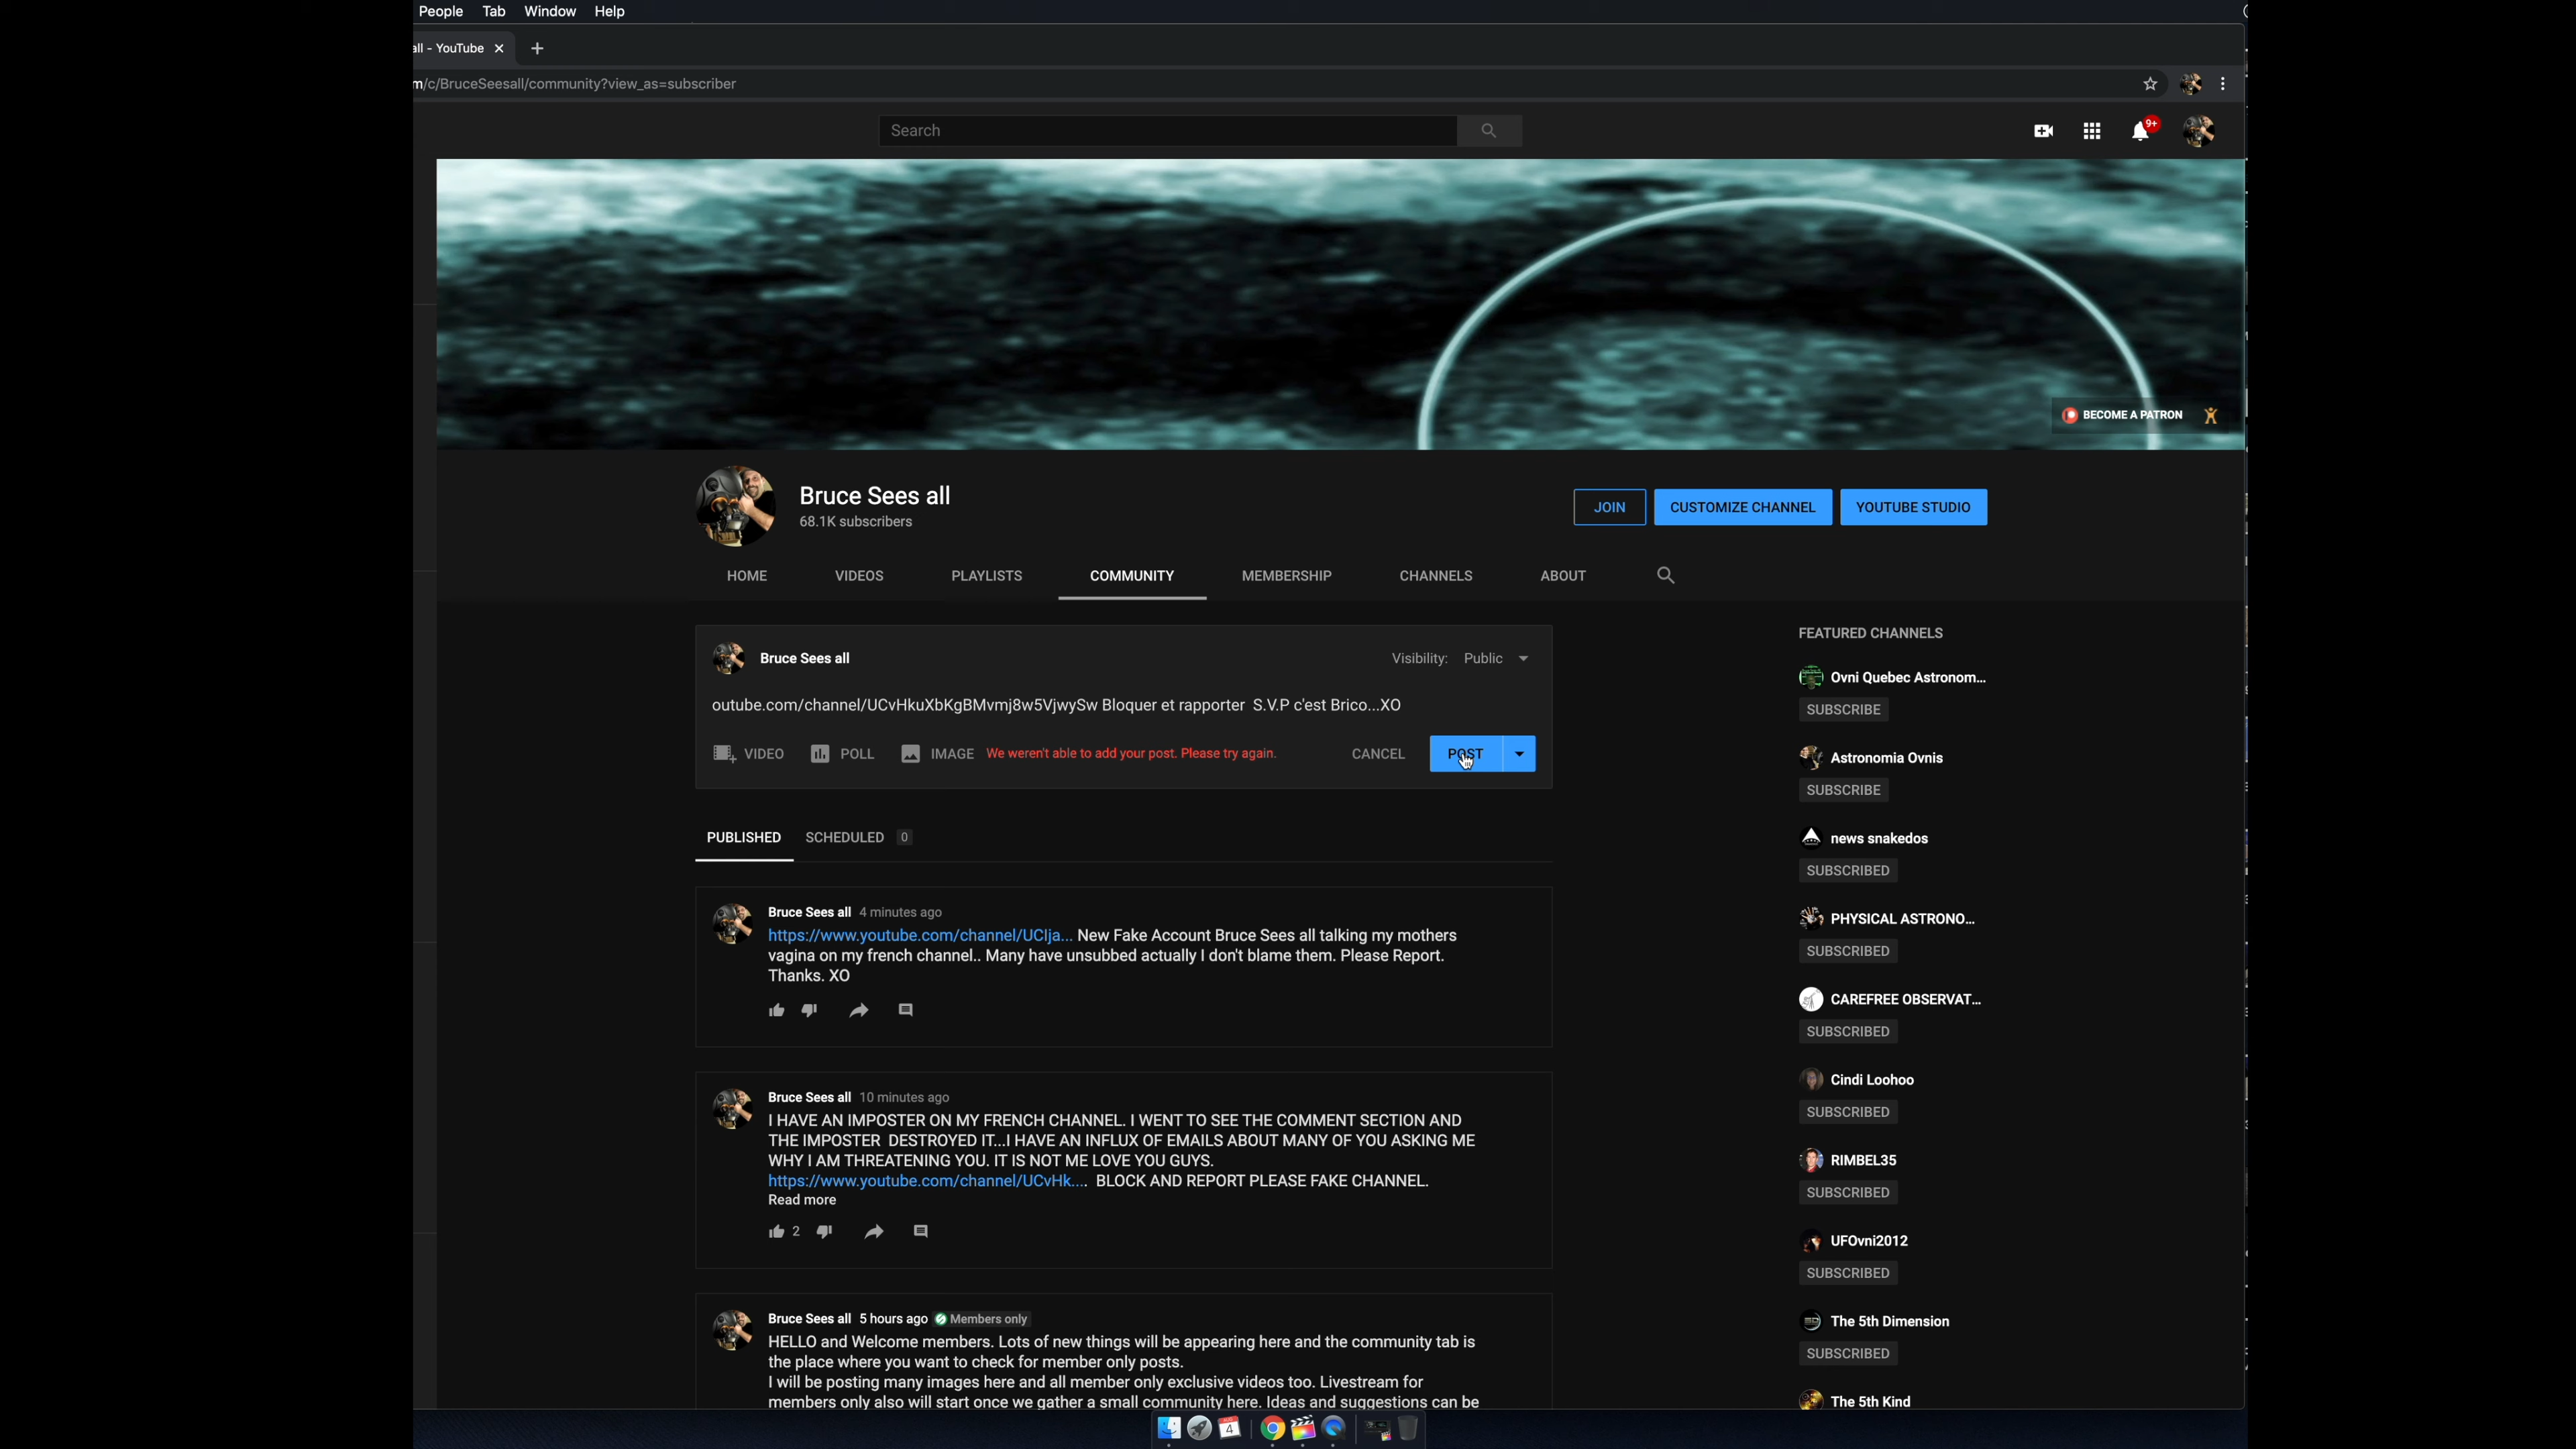 People Tab Window Help
all - YouTube
m/c/BruceSeesall/community?view_as=subscriber
Search
9+
BECOME A PATRON
Bruce Sees all
68.1K subscribers
JOIN CUSTOMIZE CHANNEL YOUTUBE STUDIO
HOME VIDEOS PLAYLISTS COMMUNITY MEMBERSHIP CHANNELS ABOUT
Bruce Sees all
Visibility: Public
outube.com/channel/UCvHkuXbKgBMvmj8w5VjwySw Bloquer et rapporter S.V.P c'est Brico...XO
VIDEO POLL IMAGE We weren't able to add your post. Please try again. CANCEL POST
PUBLISHED SCHEDULED 0
Bruce Sees all 4 minutes ago
https://www.youtube.com/channel/UCIja... New Fake Account Bruce Sees all talking my mothers
vagina on my french channel.. Many have unsubbed actually I don't blame them. Please Report.
Thanks. XO
Bruce Sees all 10 minutes ago
I HAVE AN IMPOSTER ON MY FRENCH CHANNEL. I WENT TO SEE THE COMMENT SECTION AND
THE IMPOSTER DESTROYED IT...I HAVE AN INFLUX OF EMAILS ABOUT MANY OF YOU ASKING ME
WHY I AM THREATENING YOU. IT IS NOT ME LOVE YOU GUYS.
https://www.youtube.com/channel/UCvHk.... BLOCK AND REPORT PLEASE FAKE CHANNEL.
Read more
2
Bruce Sees all 5 hours ago Members only
HELLO and Welcome members. Lots of new things will be appearing here and the community tab is
the place where you want to check for member only posts.
I will be posting many images here and all member only exclusive videos too. Livestream for
members only also will start once we gather a small community here. Ideas and suggestions can be
FEATURED CHANNELS
Ovni Quebec Astronom...
SUBSCRIBE
Astronomia Ovnis
SUBSCRIBE
news snakedos
SUBSCRIBED
PHYSICAL ASTRONO...
SUBSCRIBED
CAREFREE OBSERVAT...
SUBSCRIBED
Cindi Loohoo
SUBSCRIBED
RIMBEL35
SUBSCRIBED
UFOvni2012
SUBSCRIBED
The 5th Dimension
SUBSCRIBED
The 5th Kind
4